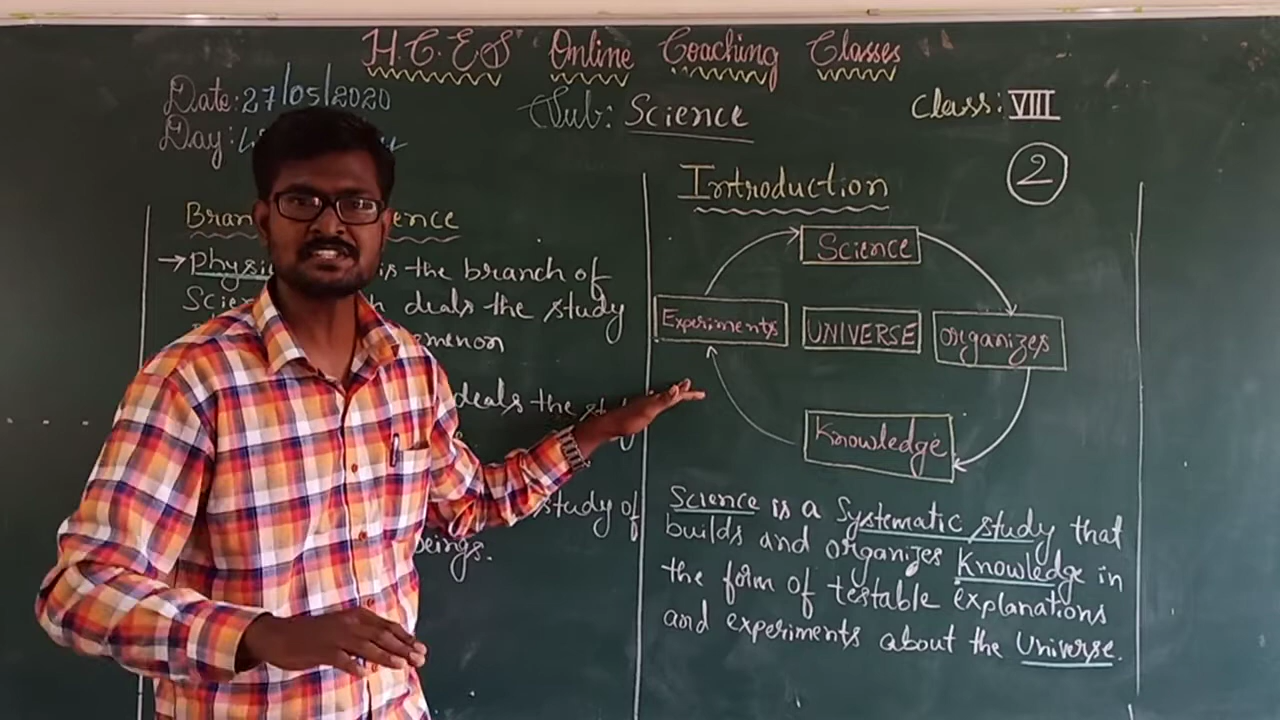 H.C.E.S Online Coaching Classes
Date: 27/05/2020
Sub: Science
Class: VIII
Day:
2
Introduction
is the branch of
deals the study
deals the
study of
beings.
Science
Experiments
UNIVERSE
Organizes
Knowledge
Science is a Systematic study that
builds and organizes Knowledge in
the form of testable explanations
and experiments about the Universe.